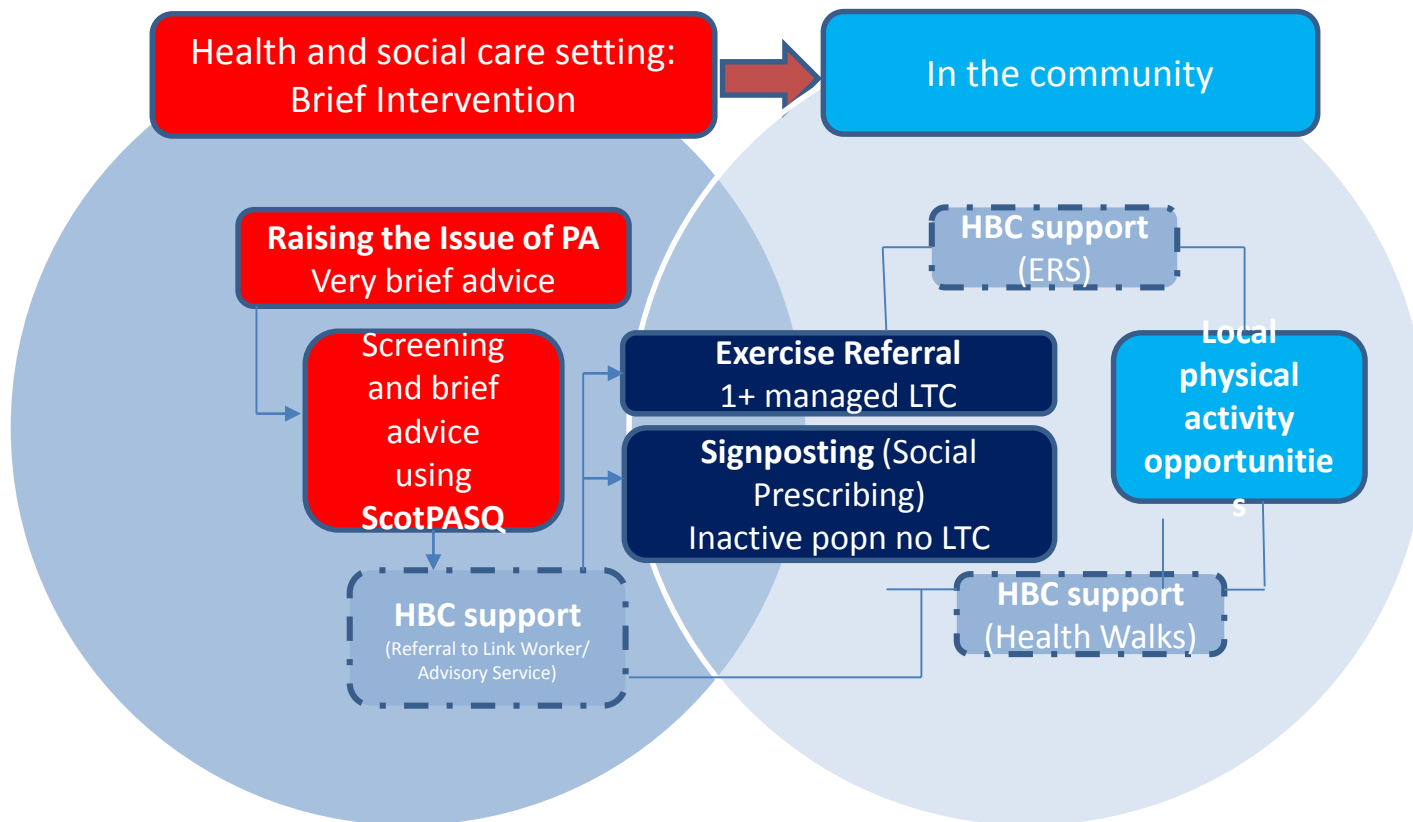 Health and social care setting:
Brief Intervention
In the community
Raising the Issue of PA
Very brief advice
Screening
and brief
advice
using
ScotPASQ
HBC support
(Referral to Link Worker/
Advisory Service)
Exercise Referral
1+ managed LTC
Signposting (Social
Prescribing)
Inactive popn no LTC
HBC support
(ERS)
Local
physical
activity
opportunitie
s
HBC support
(Health Walks)